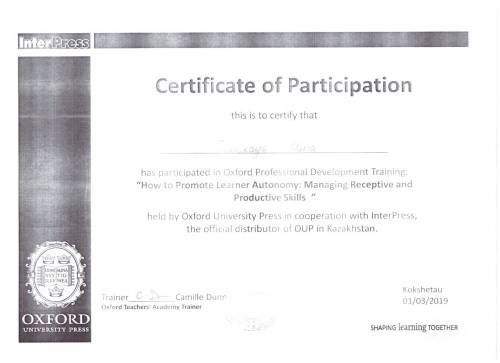 InterPress
Certificate of Participation
this is to certify that
has participated in Oxford Professional Development Training:
"How to Promote Learner Autonomy: Managing Receptive and
Productive Skills "
held by Oxford University Press in cooperation with InterPress,
the official distributor of OUP in Kazakhstan.
Kokshetau
01/03/2019
Trainer Camille Dunn
Oxford Teachers' Academy Trainer
OXFORD
UNIVERSITY PRESS
SHAPING learning TOGETHER